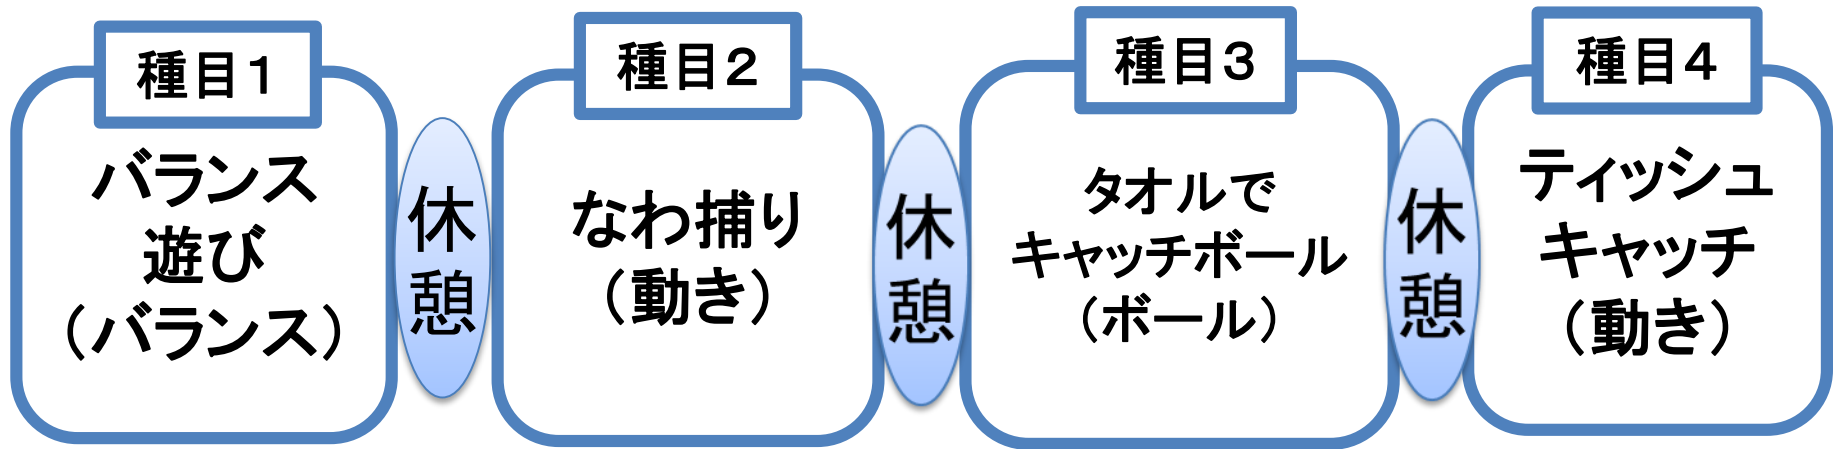 種目１
バランス
遊び
（バランス）
休憩
種目２
なわ捕り
（動き）
休憩
種目３
タオルで
キャッチボール
（ボール）
休憩
種目４
ティッシュ
キャッチ
（動き）